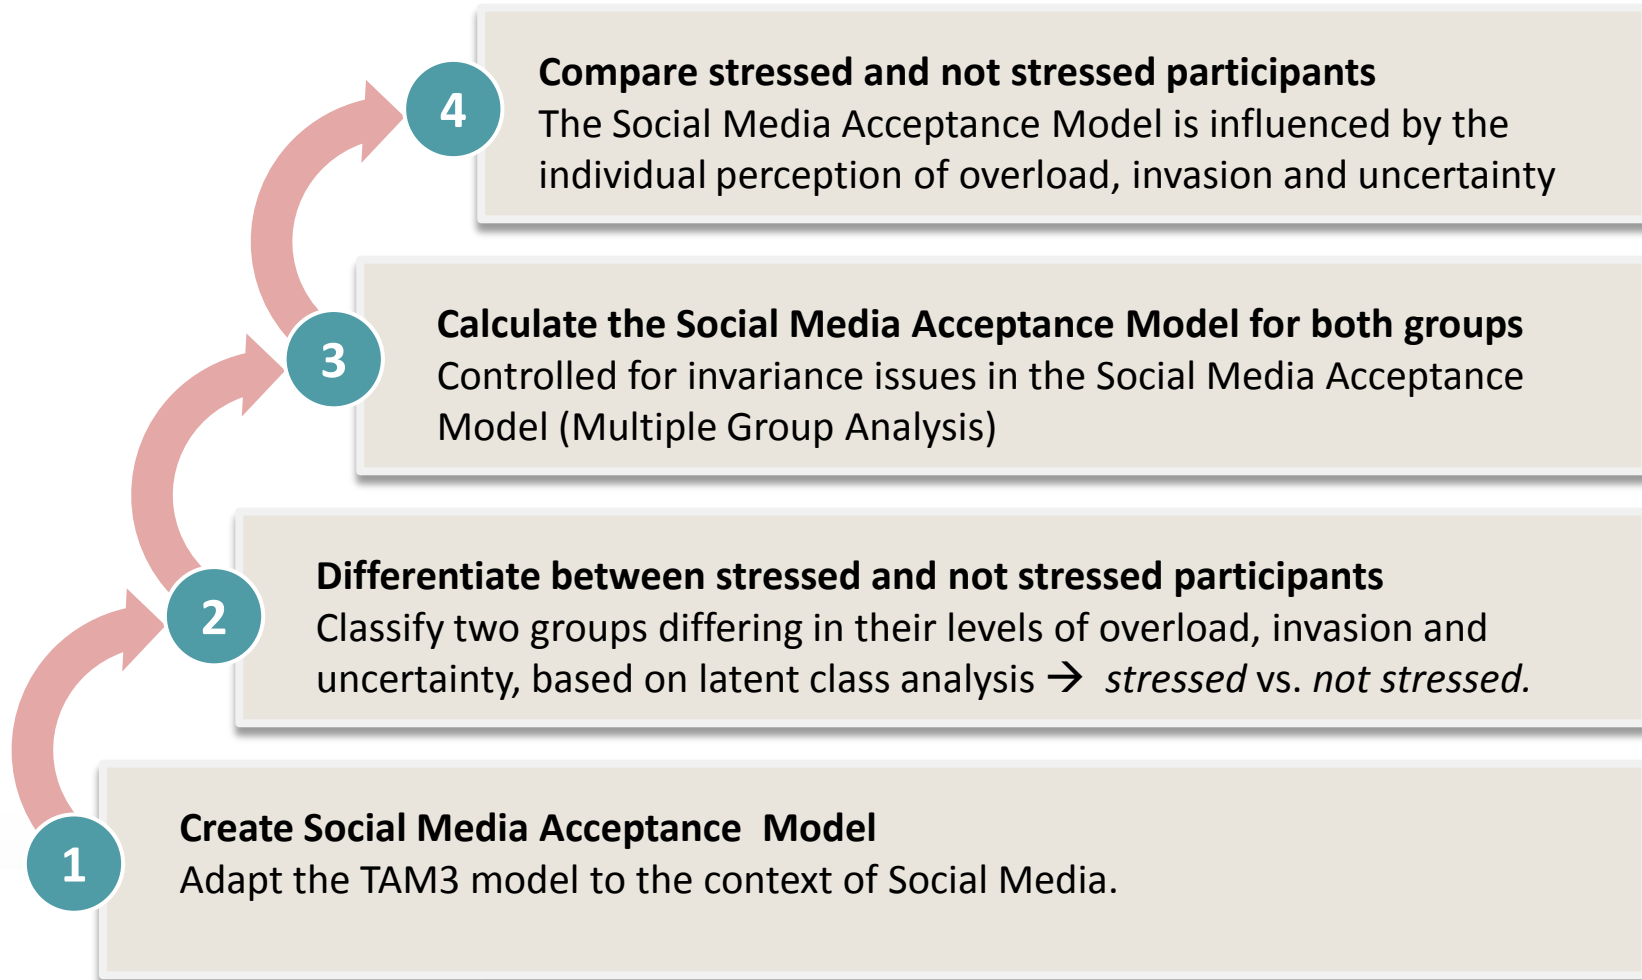 4
Compare stressed and not stressed participants
The Social Media Acceptance Model is influenced by the
individual perception of overload, invasion and uncertainty
3
Calculate the Social Media Acceptance Model for both groups
Controlled for invariance issues in the Social Media Acceptance
Model (Multiple Group Analysis)
2
Differentiate between stressed and not stressed participants
Classify two groups differing in their levels of overload, invasion and
uncertainty, based on latent class analysis → stressed vs. not stressed.
1
Create Social Media Acceptance  Model
Adapt the TAM3 model to the context of Social Media.